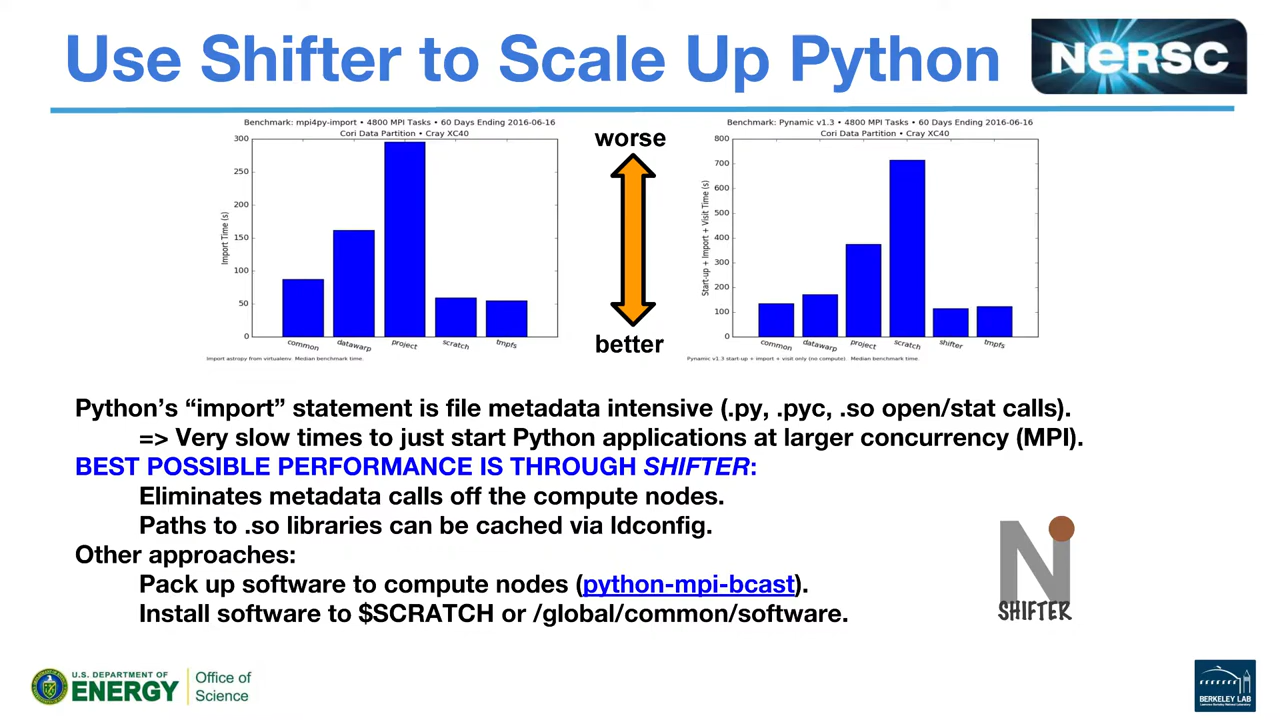 Use Shifter to Scale Up Python
NERSC
Benchmark: mpi4py-import • 4800 MPI Tasks • 60 Days Ending 2016-06-16
Cori Data Partition • Cray XC40
300
250
200
150
100
50
0
Import Time (s)
common
datawarp
project
scratch
tmpfs
Import astropy from virtualenv. Median benchmark time.
worse
better
Benchmark: Pynamic v1.3 • 4800 MPI Tasks • 60 Days Ending 2016-06-16
Cori Data Partition • Cray XC40
800
700
600
500
400
300
200
100
0
Start-up + Import + Visit Time (s)
common
datawarp
project
scratch
shifter
tmpfs
Pynamic v1.3 start-up + import + visit only (no compute). Median benchmark time.
Python’s “import” statement is file metadata intensive (.py, .pyc, .so open/stat calls).
=> Very slow times to just start Python applications at larger concurrency (MPI).
BEST POSSIBLE PERFORMANCE IS THROUGH SHIFTER:
Eliminates metadata calls off the compute nodes.
Paths to .so libraries can be cached via ldconfig.
Other approaches:
Pack up software to compute nodes (python-mpi-bcast).
Install software to $SCRATCH or /global/common/software.
N
SHIFTER
U.S. DEPARTMENT OF
ENERGY
Office of
Science
BERKELEY LAB
Lawrence Berkeley National Laboratory